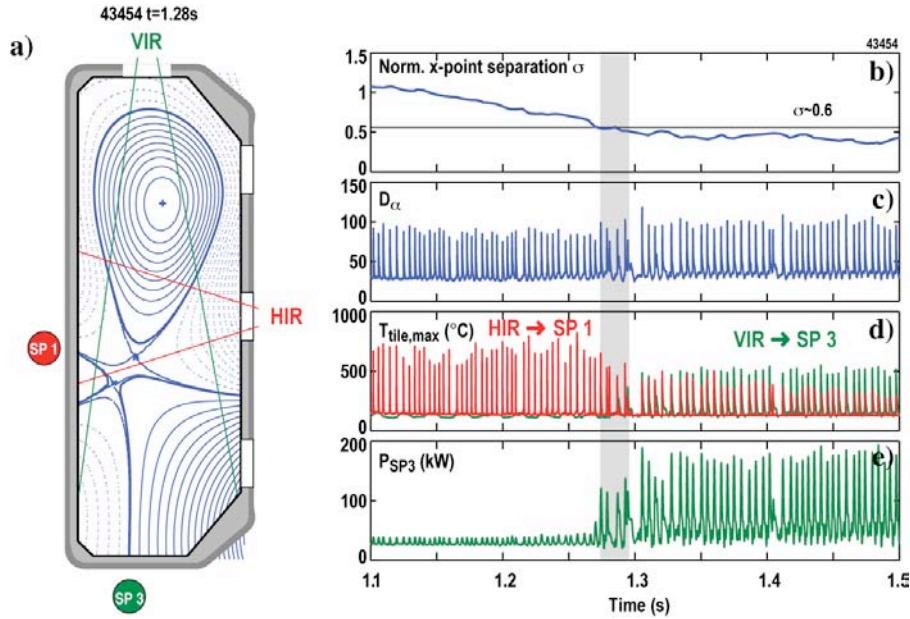 43454 t=1.28s
a)
VIR
HIR
SP 1
SP 3
43454
1.5
Norm. x-point separation σ
b)
1
σ~0.6
0.5
0
150
Dα
c)
100
50
0
1000
Ttile,max (°C)
HIR → SP 1
VIR → SP 3
d)
500
0
200
PSP3 (kW)
e)
100
0
1.1
1.2
1.3
1.4
1.5
Time (s)